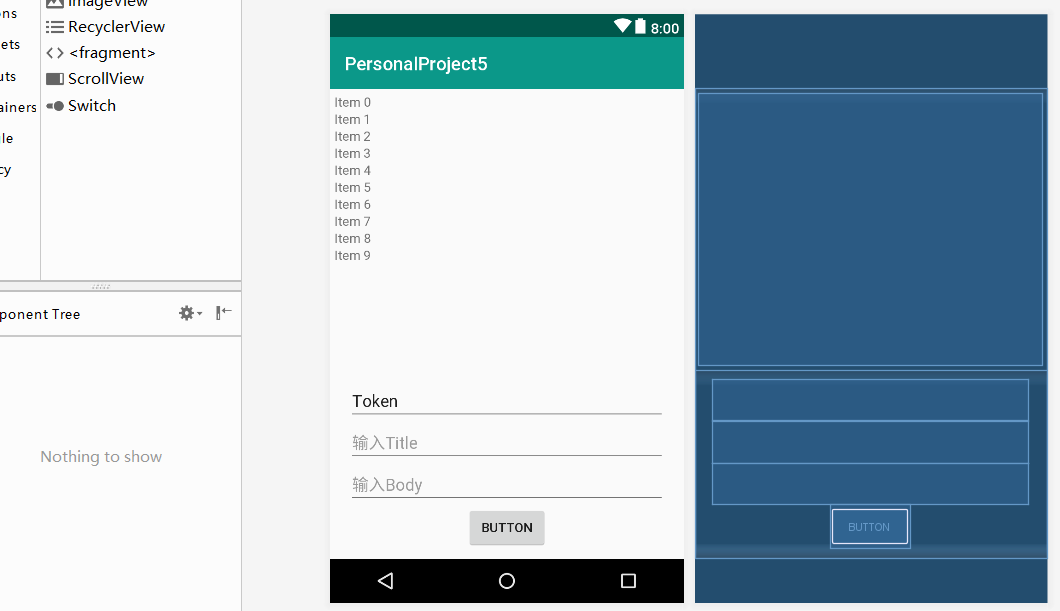 ImageView
ns
RecyclerView
ets
<fragment>
uts
ScrollView
ainers
Switch
le
cy
ponent Tree
Nothing to show
8:00
PersonalProject5
Item 0
Item 1
Item 2
Item 3
Item 4
Item 5
Item 6
Item 7
Item 8
Item 9
Token
输入Title
输入Body
BUTTON
BUTTON